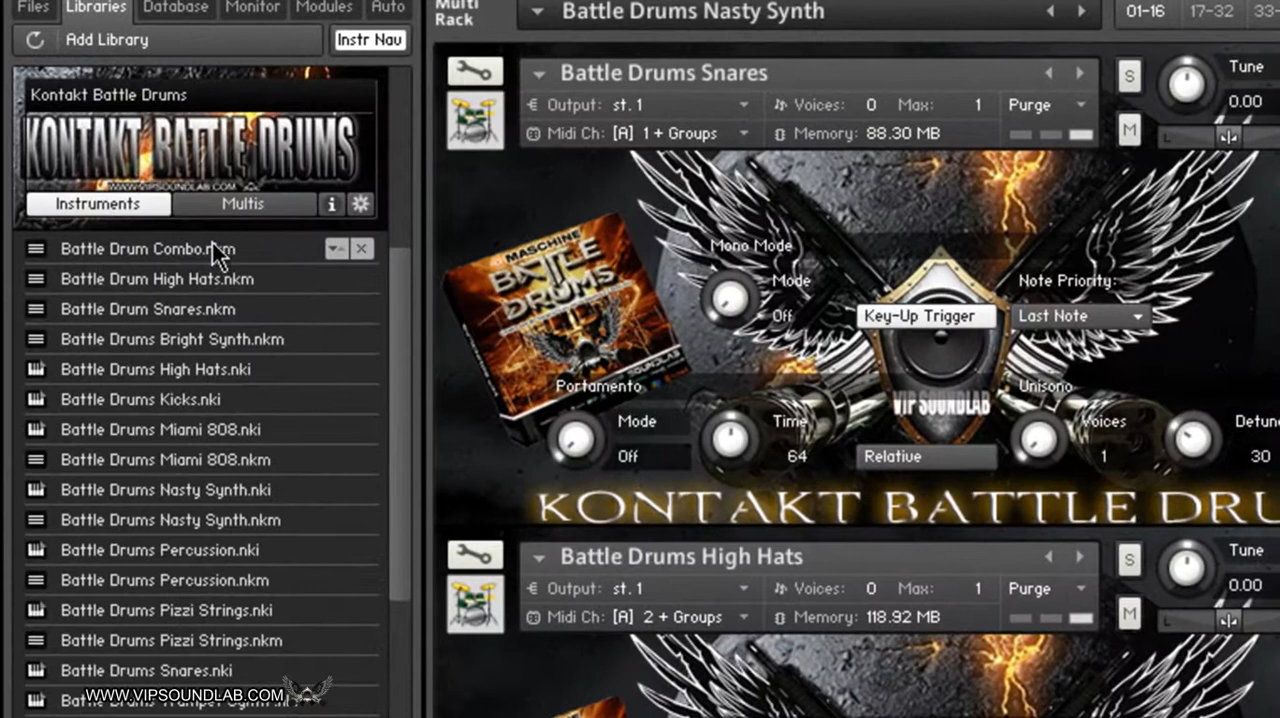 Files Libraries Database Monitor Modules Auto
Add Library Instr Nav
Kontakt Battle Drums
KONTAKT BATTLE DRUMS
WWW.VIPSOUNDLAB.COM
Instruments Multis i
Battle Drum Combo.nkm
Battle Drum High Hats.nkm
Battle Drum Snares.nkm
Battle Drums Bright Synth.nkm
Battle Drums High Hats.nki
Battle Drums Kicks.nki
Battle Drums Miami 808.nki
Battle Drums Miami 808.nkm
Battle Drums Nasty Synth.nki
Battle Drums Nasty Synth.nkm
Battle Drums Percussion.nki
Battle Drums Percussion.nkm
Battle Drums Pizzi Strings.nki
Battle Drums Pizzi Strings.nkm
Battle Drums Snares.nki
WWW.VIPSOUNDLAB.COM
Multi
Rack
Battle Drums Nasty Synth
01-16 17-32 33-
Battle Drums Snares
Output: st.1 Voices: 0 Max: 1 Purge
Midi Ch: [A] 1 + Groups Memory: 88.30 MB
S
M
Tune
0.00
L
MASCHINE
BATTLE
DRUMS
SOUNDLAB
Mono Mode
Mode
Off
Key-Up Trigger
Note Priority:
Last Note
Portamento
Mode
Off
Time
64
VIP SOUNDLAB
Relative
Unisono
Voices
1
Detun
30
KONTAKT BATTLE DRU
Battle Drums High Hats
Output: st.1 Voices: 0 Max: 1 Purge
Midi Ch: [A] 2 + Groups Memory: 118.92 MB
S
M
Tune
0.00
L